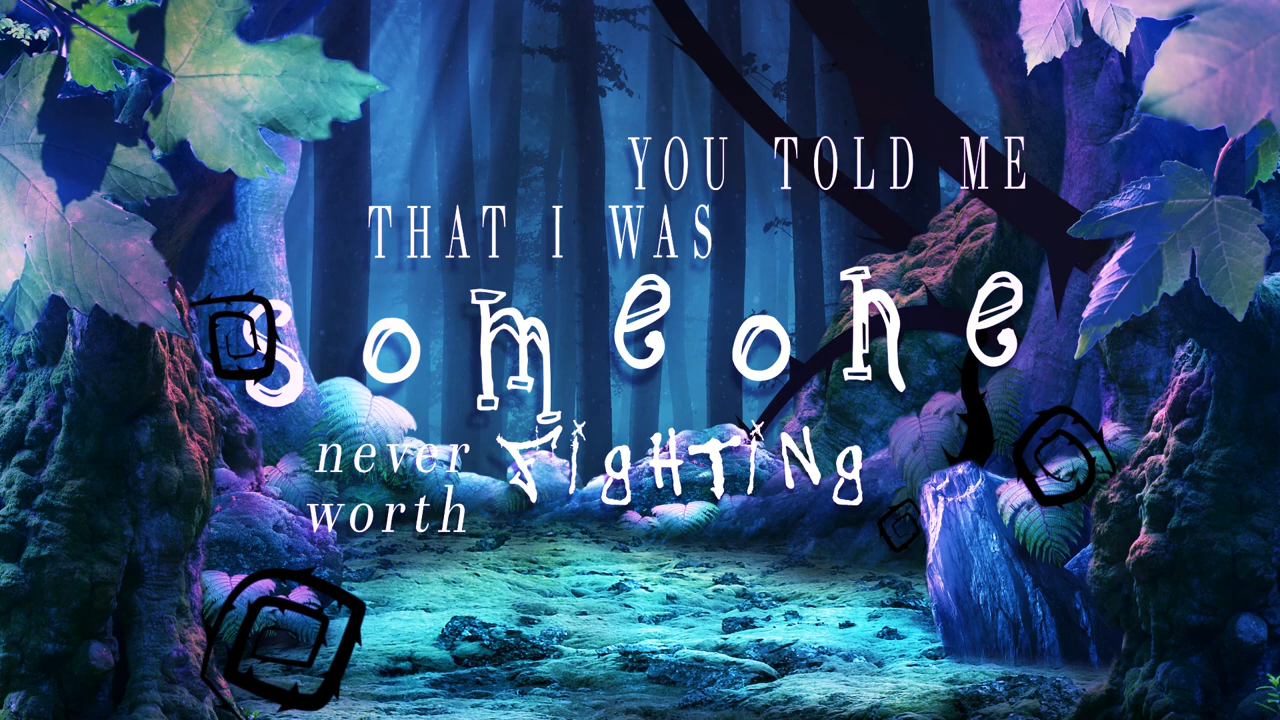 YOU TOLD ME
THAT I WAS
someone
never
worth
FigHTiNg